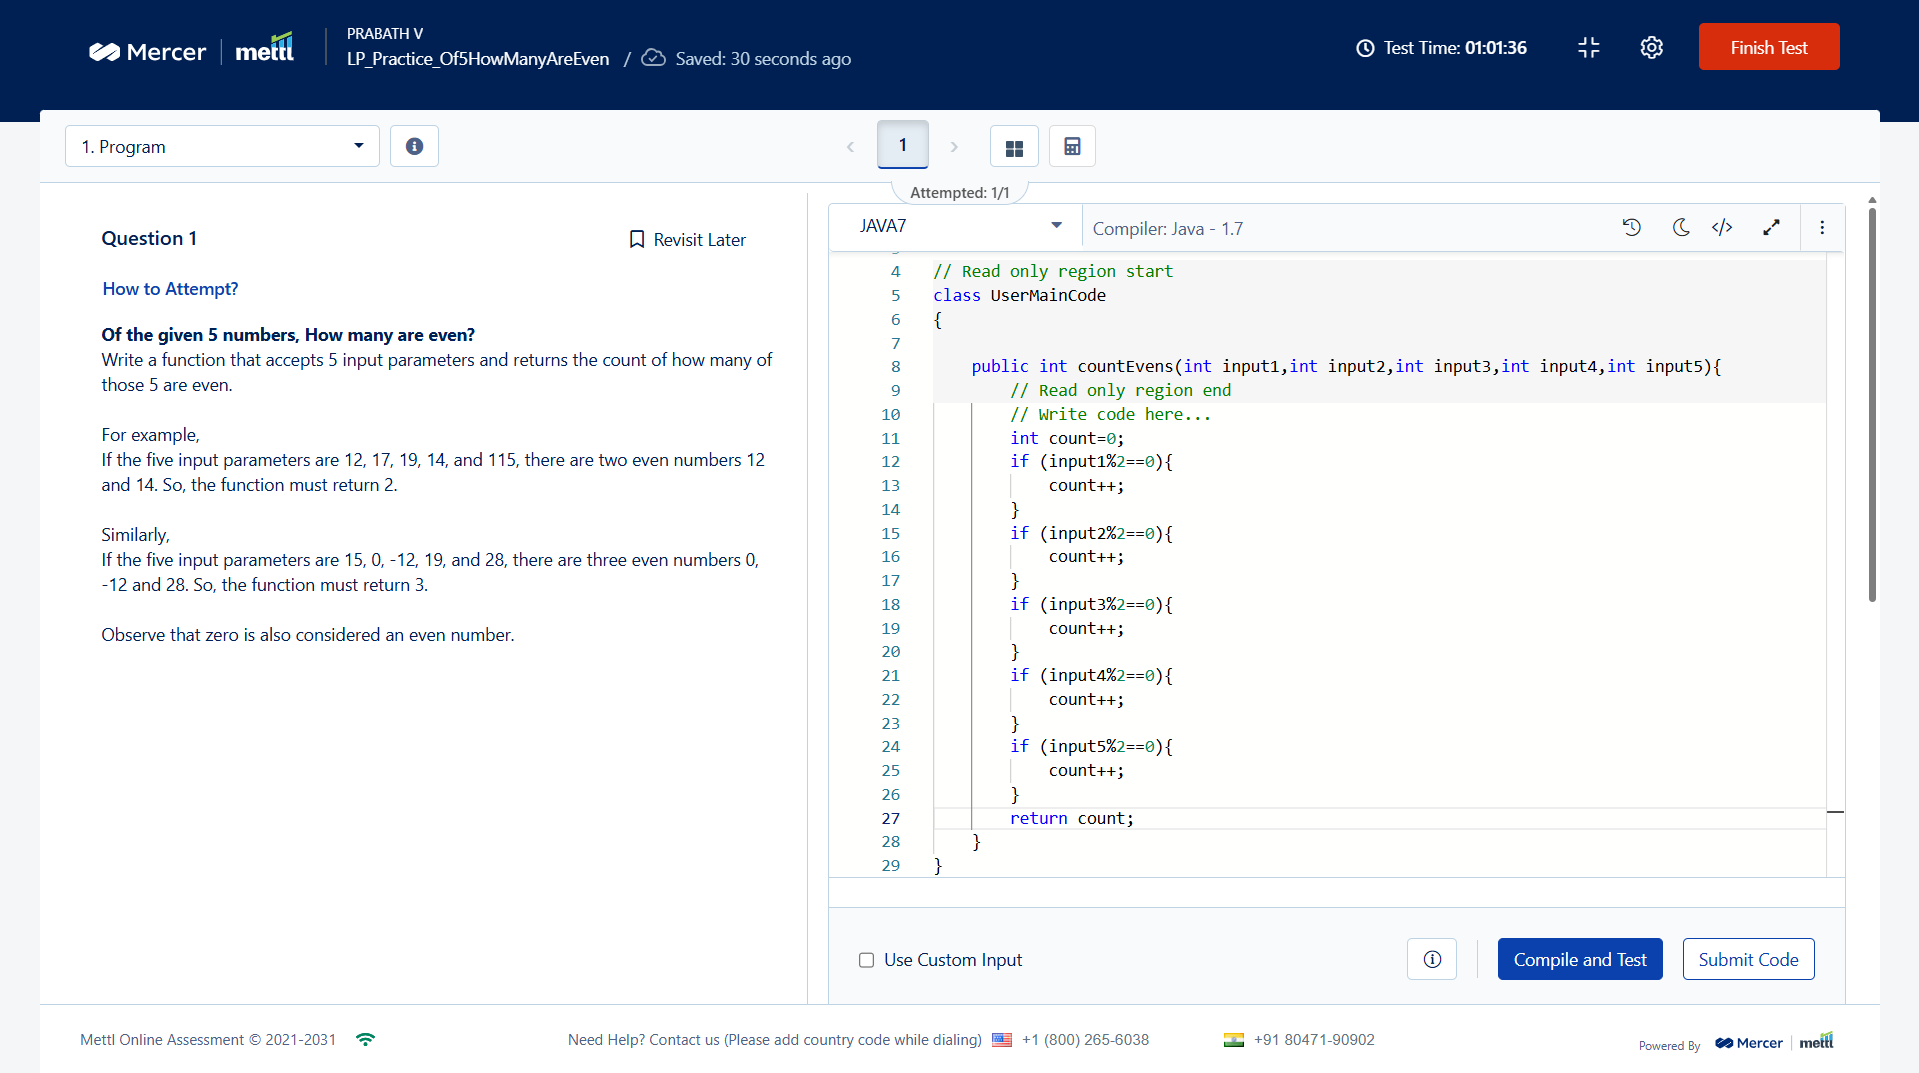 Mercer | mettl
PRABATH V
LP_Practice_Of5HowManyAreEven / Saved: 30 seconds ago
Test Time: 01:01:36
Finish Test
1. Program
1
Attempted: 1/1
Question 1
Revisit Later
How to Attempt?
Of the given 5 numbers, How many are even?
Write a function that accepts 5 input parameters and returns the count of how many of
those 5 are even.
For example,
If the five input parameters are 12, 17, 19, 14, and 115, there are two even numbers 12
and 14. So, the function must return 2.
Similarly,
If the five input parameters are 15, 0, -12, 19, and 28, there are three even numbers 0,
-12 and 28. So, the function must return 3.
Observe that zero is also considered an even number.
JAVA7
Compiler: Java - 1.7
4 // Read only region start
5 class UserMainCode
6 {
7
8 public int countEvens(int input1,int input2,int input3,int input4,int input5){
9 // Read only region end
10 // Write code here...
11 int count=0;
12 if (input1%2==0){
13 count++;
14 }
15 if (input2%2==0){
16 count++;
17 }
18 if (input3%2==0){
19 count++;
20 }
21 if (input4%2==0){
22 count++;
23 }
24 if (input5%2==0){
25 count++;
26 }
27 return count;
28 }
29 }
Use Custom Input
Compile and Test
Submit Code
Mettl Online Assessment © 2021-2031
Need Help? Contact us (Please add country code while dialing) +1 (800) 265-6038
+91 80471-90902
Powered By Mercer | mettl